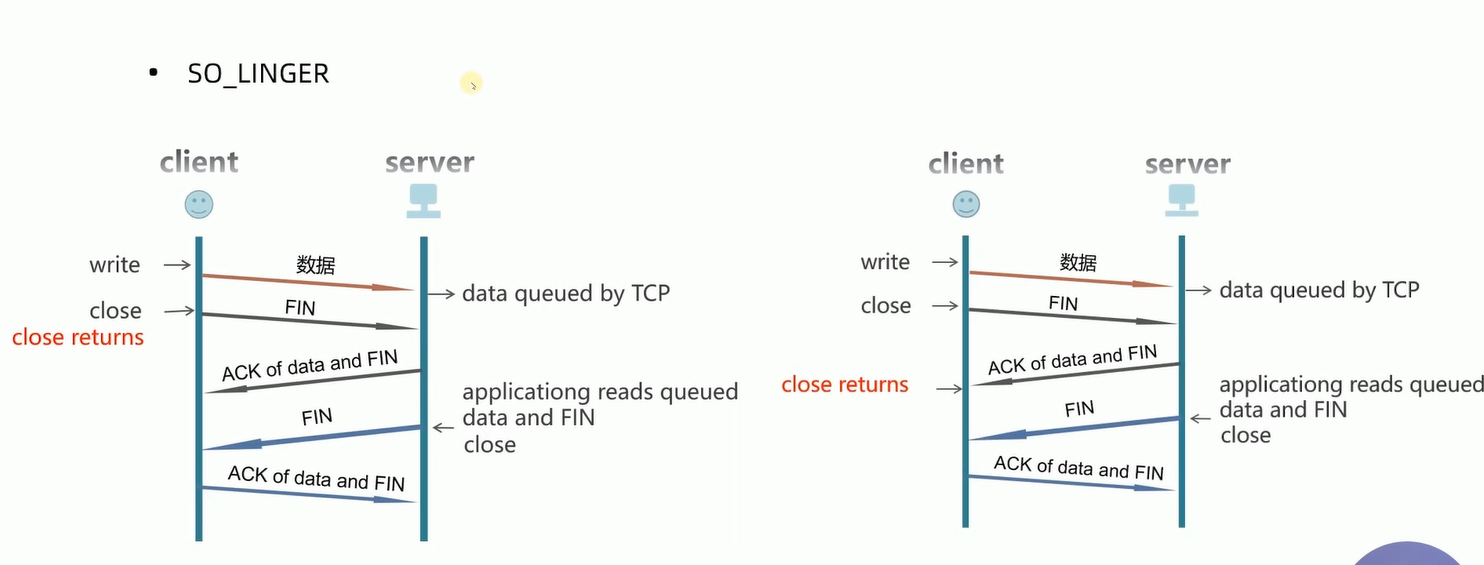 • SO_LINGER
client
server
write
数据
data queued by TCP
close
FIN
close returns
ACK of data and FIN
applicationg reads queued
data and FIN
close
FIN
ACK of data and FIN
client
server
write
数据
data queued by TCP
close
FIN
ACK of data and FIN
close returns
applicationg reads queued
data and FIN
close
FIN
ACK of data and FIN